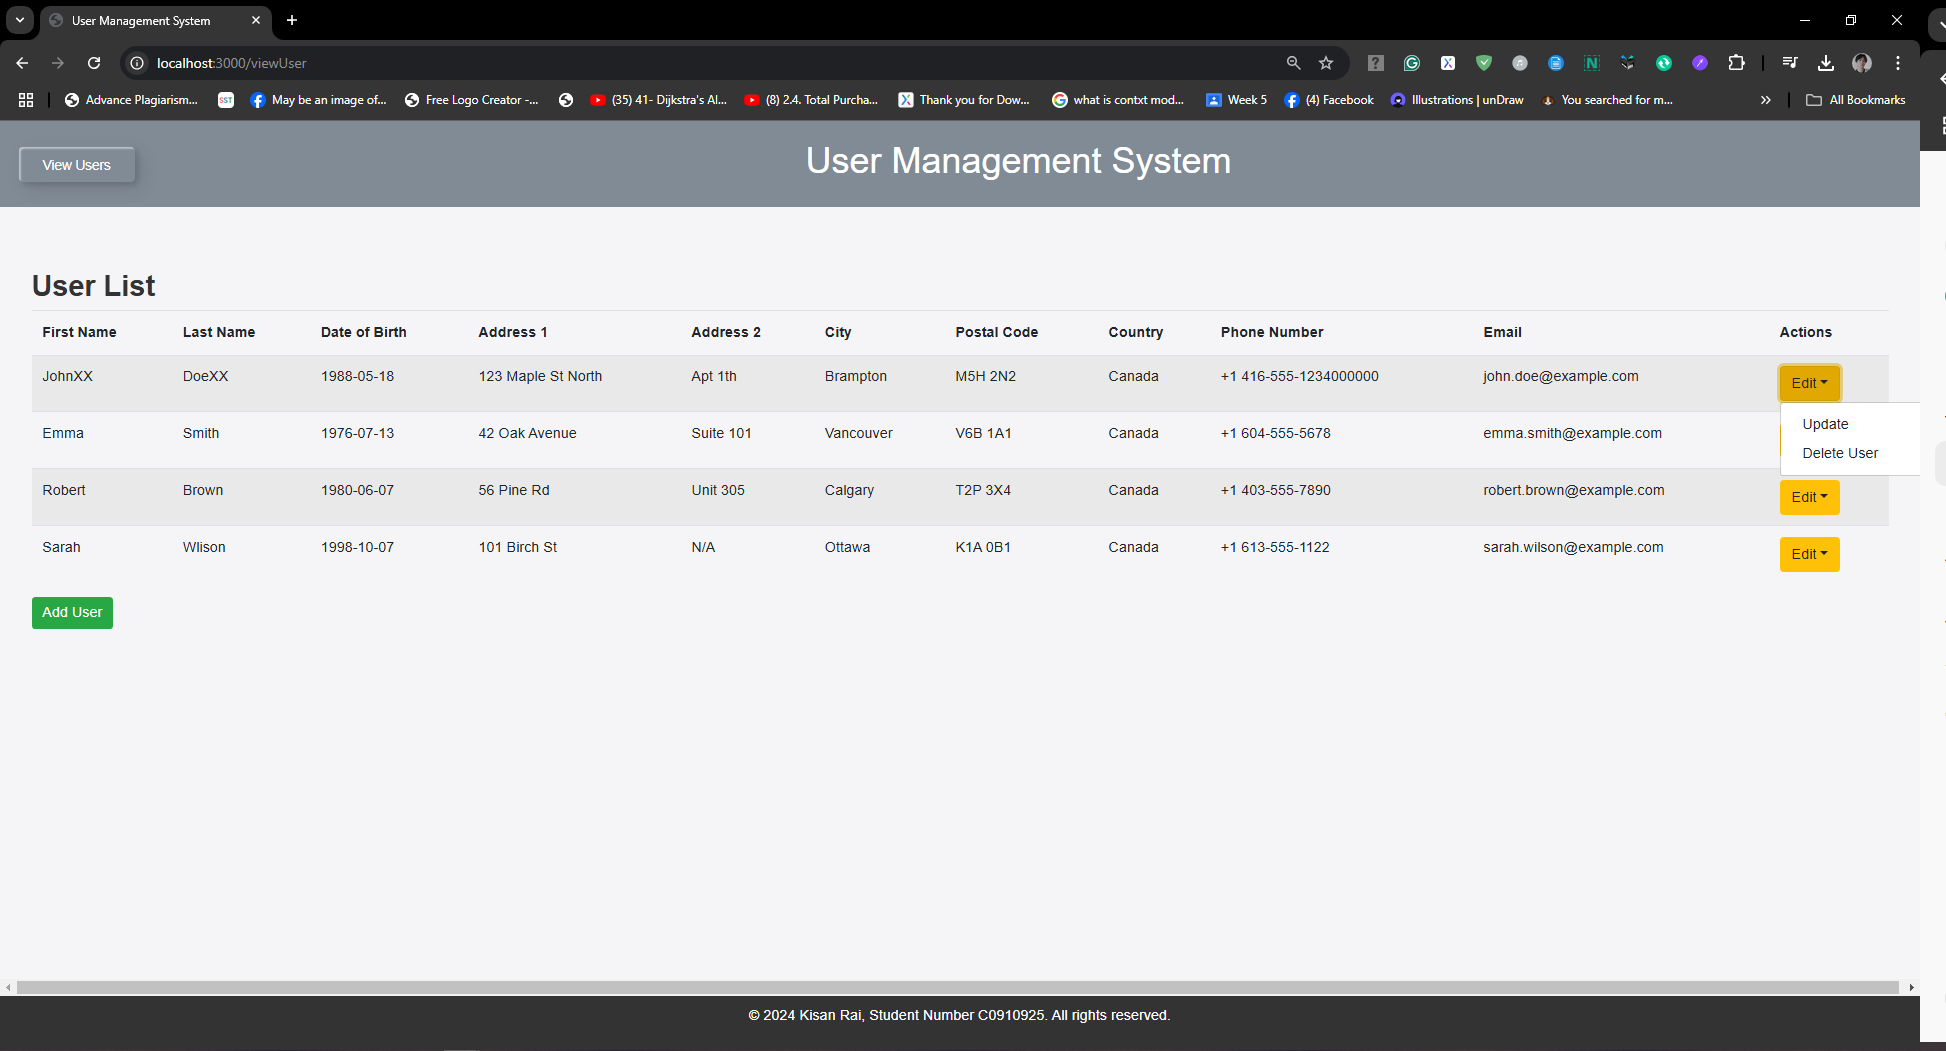 User Management System
localhost:3000/viewUser
Advance Plagiarism... SST May be an image of... Free Logo Creator -... (35) 41- Dijkstra's Al... (8) 2.4. Total Purcha... Thank you for Dow... what is contxt mod... Week 5 (4) Facebook Illustrations | unDraw You searched for m... » All Bookmarks
View Users
User Management System
User List
First Name Last Name Date of Birth Address 1 Address 2 City Postal Code Country Phone Number Email Actions
JohnXX DoeXX 1988-05-18 123 Maple St North Apt 1th Brampton M5H 2N2 Canada +1 416-555-1234000000 john.doe@example.com Edit
Update
Emma Smith 1976-07-13 42 Oak Avenue Suite 101 Vancouver V6B 1A1 Canada +1 604-555-5678 emma.smith@example.com
Delete User
Robert Brown 1980-06-07 56 Pine Rd Unit 305 Calgary T2P 3X4 Canada +1 403-555-7890 robert.brown@example.com Edit
Sarah Wlison 1998-10-07 101 Birch St N/A Ottawa K1A 0B1 Canada +1 613-555-1122 sarah.wilson@example.com Edit
Add User
© 2024 Kisan Rai, Student Number C0910925. All rights reserved.